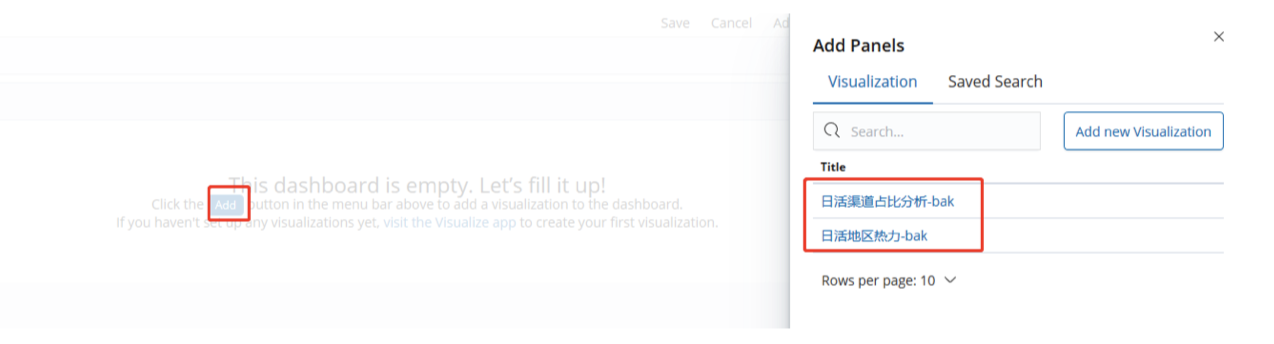 Save Cancel Ad
This dashboard is empty. Let's fill it up!
Click the Add button in the menu bar above to add a visualization to the dashboard.
If you haven't set up any visualizations yet, visit the Visualize app to create your first visualization.
Add Panels
Visualization Saved Search
Search...
Add new Visualization
Title
日活渠道占比分析-bak
日活地区热力-bak
Rows per page: 10